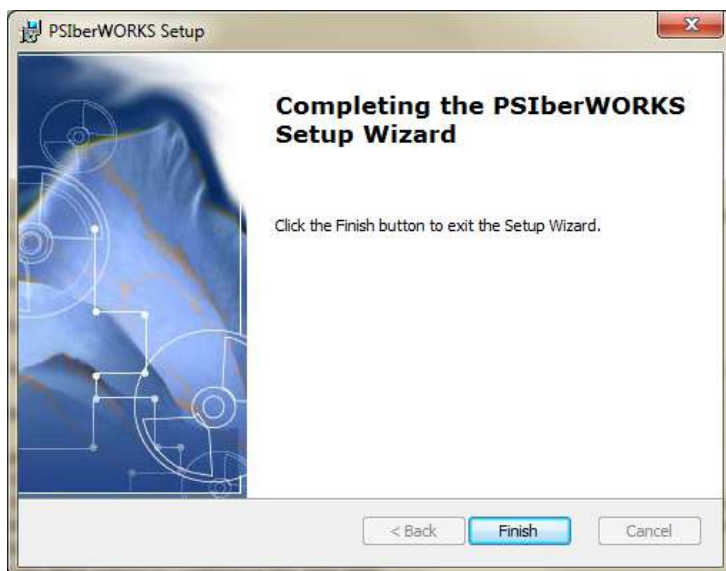 PSIberWORKS Setup
Completing the PSIberWORKS
Setup Wizard
Click the Finish button to exit the Setup Wizard.
< Back
Finish
Cancel